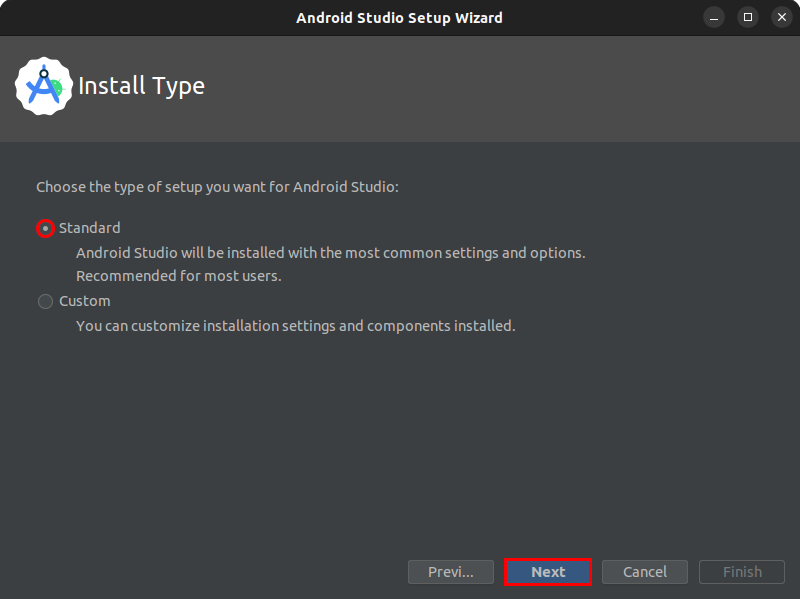 Android Studio Setup Wizard
Install Type
Choose the type of setup you want for Android Studio:
Standard
Android Studio will be installed with the most common settings and options.
Recommended for most users.
Custom
You can customize installation settings and components installed.
Previ... Next Cancel Finish